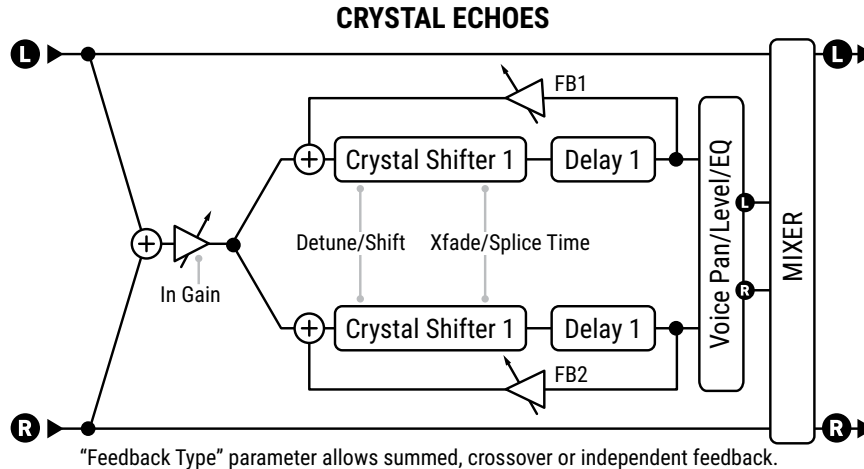 CRYSTAL ECHOES
L
L
FB1
Crystal Shifter 1
Delay 1
Voice Pan/Level/EQ
MIXER
L
Detune/Shift
Xfade/Splice Time
In Gain
R
Crystal Shifter 1
Delay 1
FB2
R
R
“Feedback Type” parameter allows summed, crossover or independent feedback.